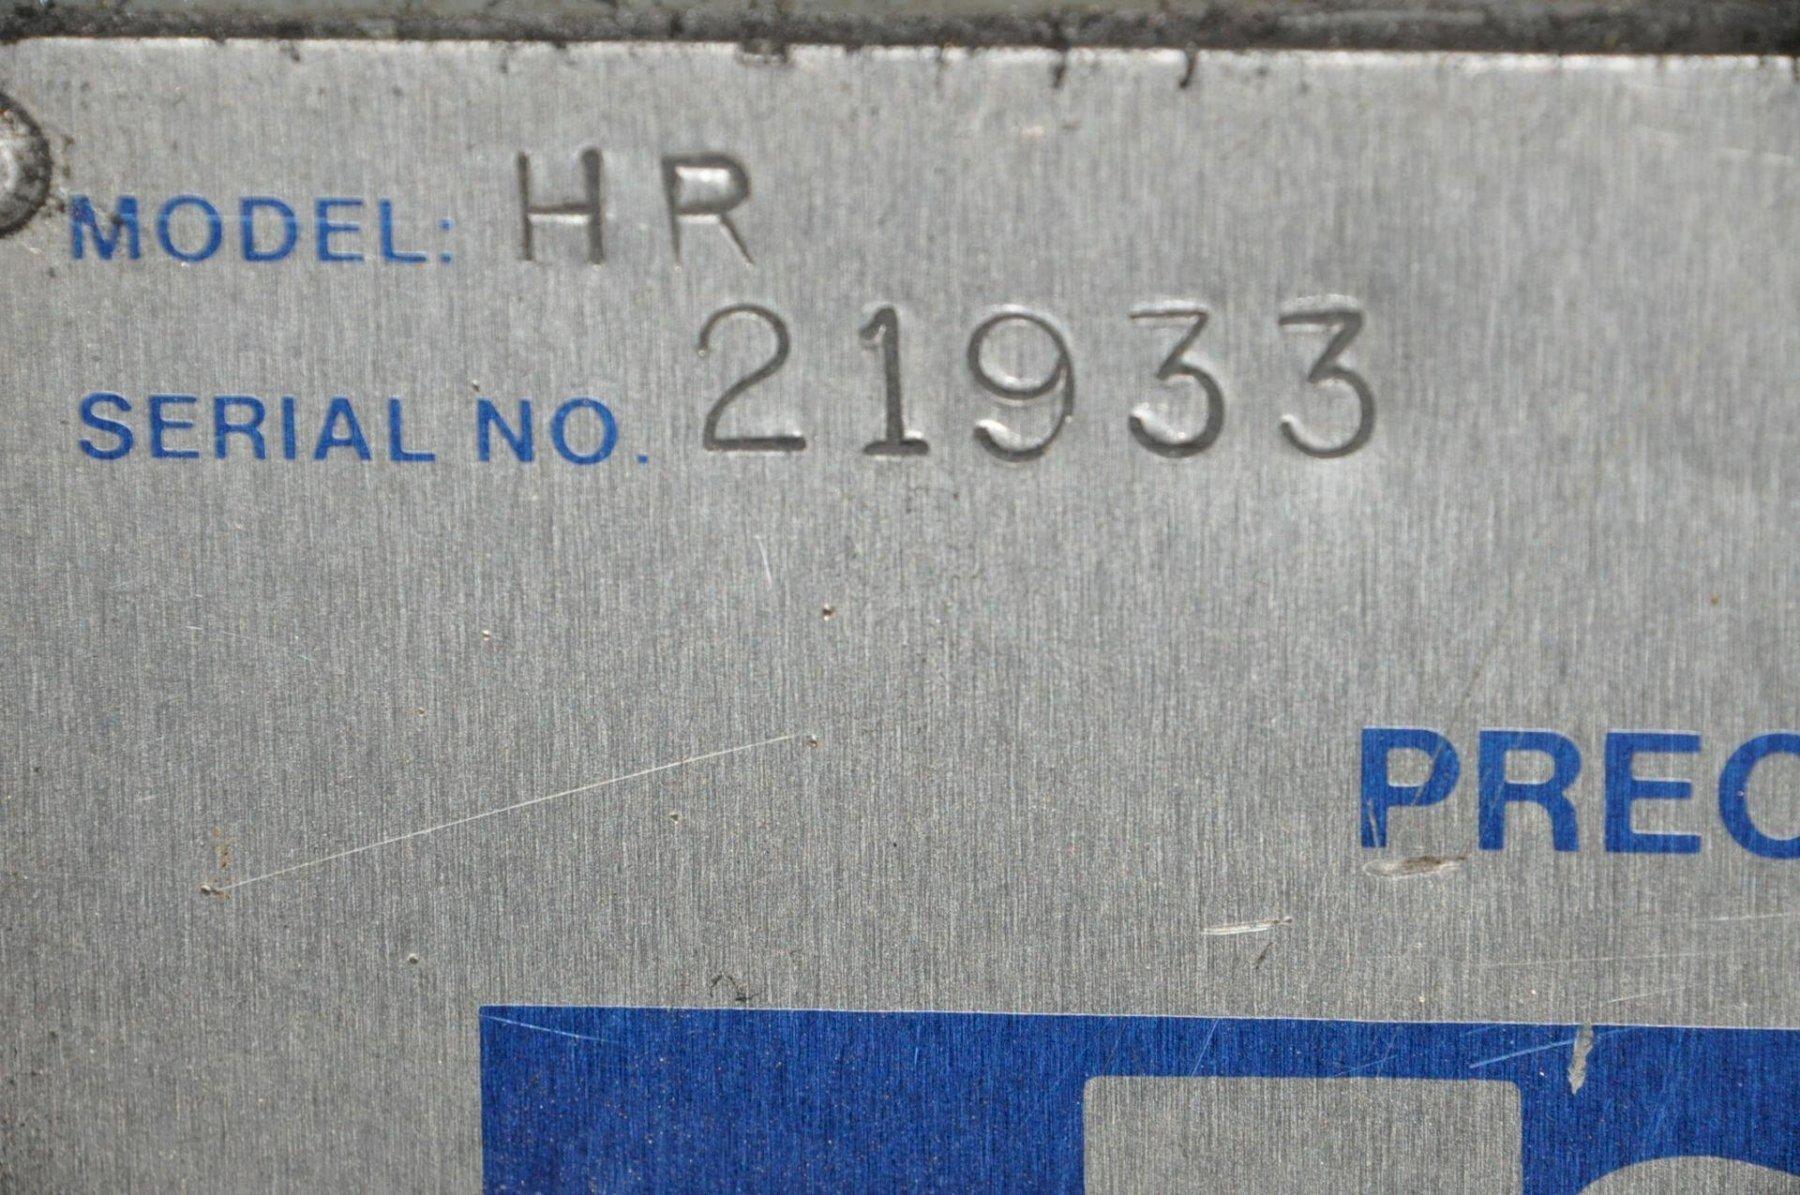 MODEL: HR
SERIAL NO. 21933
PREC